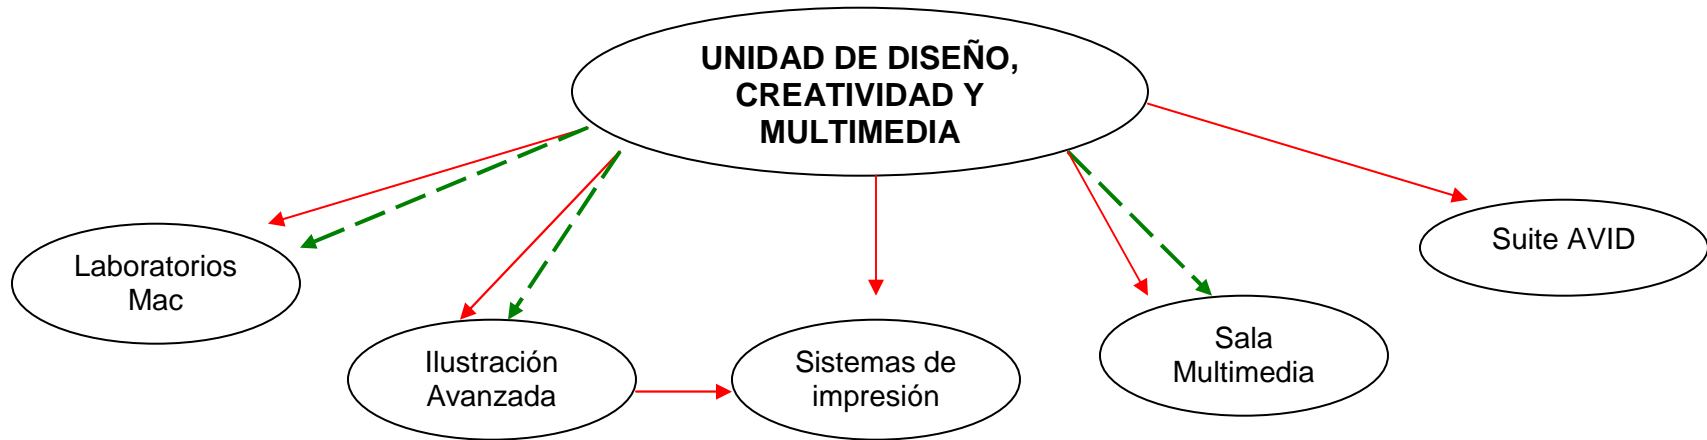 UNIDAD DE DISEÑO,
CREATIVIDAD Y
MULTIMEDIA
Laboratorios
Mac
Ilustración
Avanzada
Sistemas de
impresión
Sala
Multimedia
Suite AVID